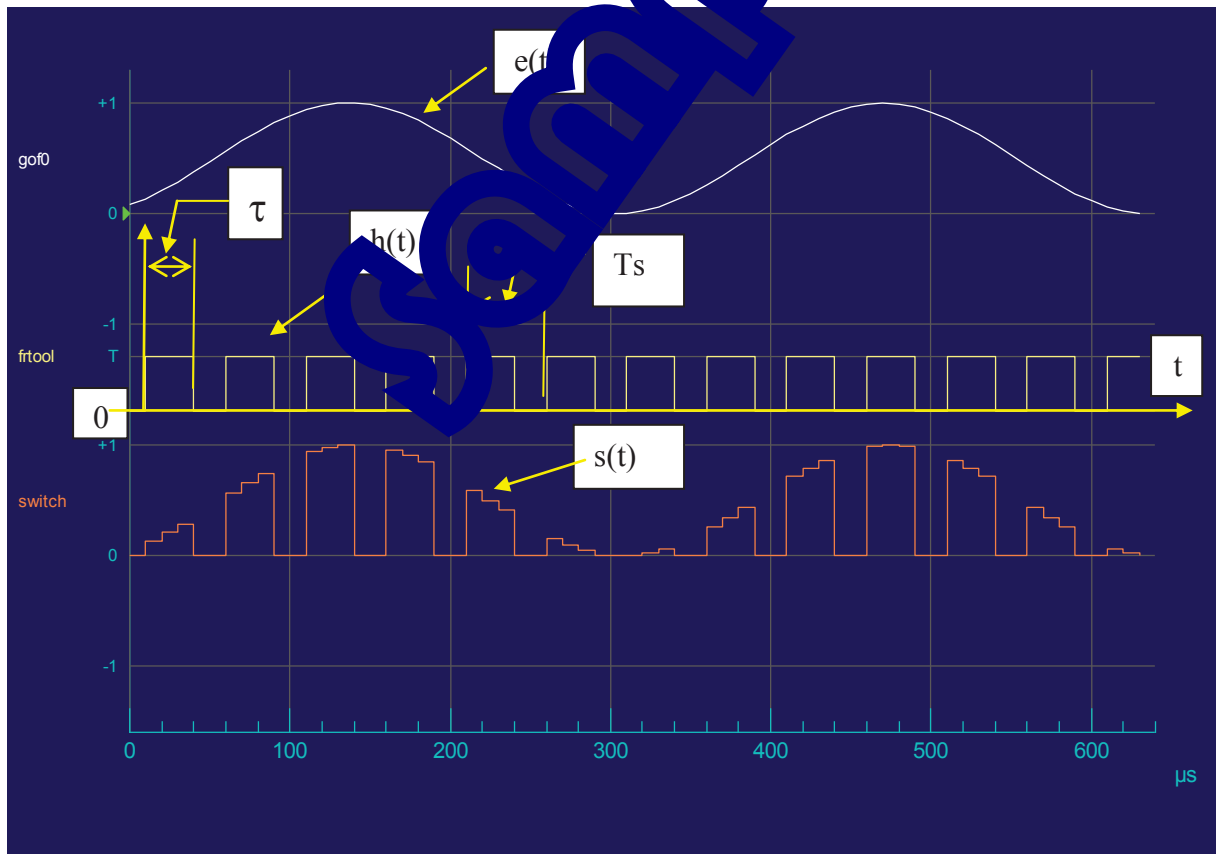 e(t
+1
gof0
τ
0
h(t)
Ts
-1
frtool
T
t
0
+1
s(t)
switch
0
-1
0 100 200 300 400 500 600
µs